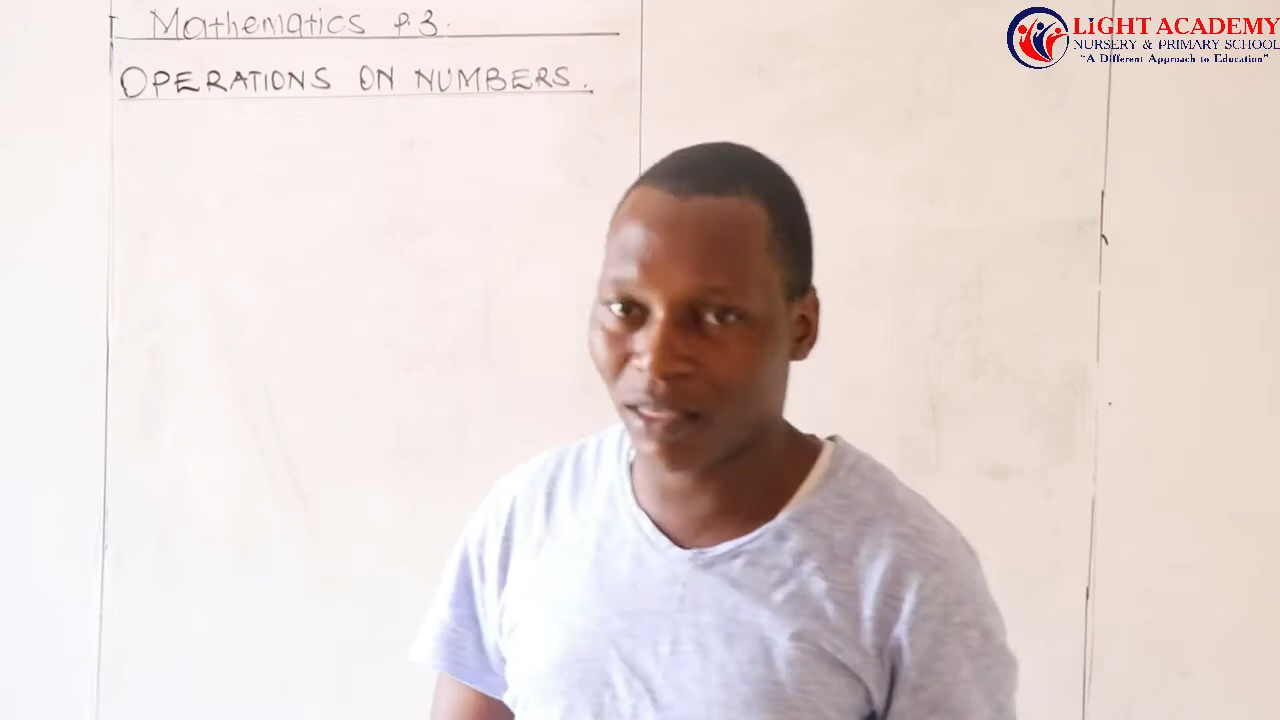 Mathematics P.3.
OPERATIONS ON NUMBERS.
LIGHT ACADEMY
NURSERY & PRIMARY SCHOOL
"A Different Approach to Education"